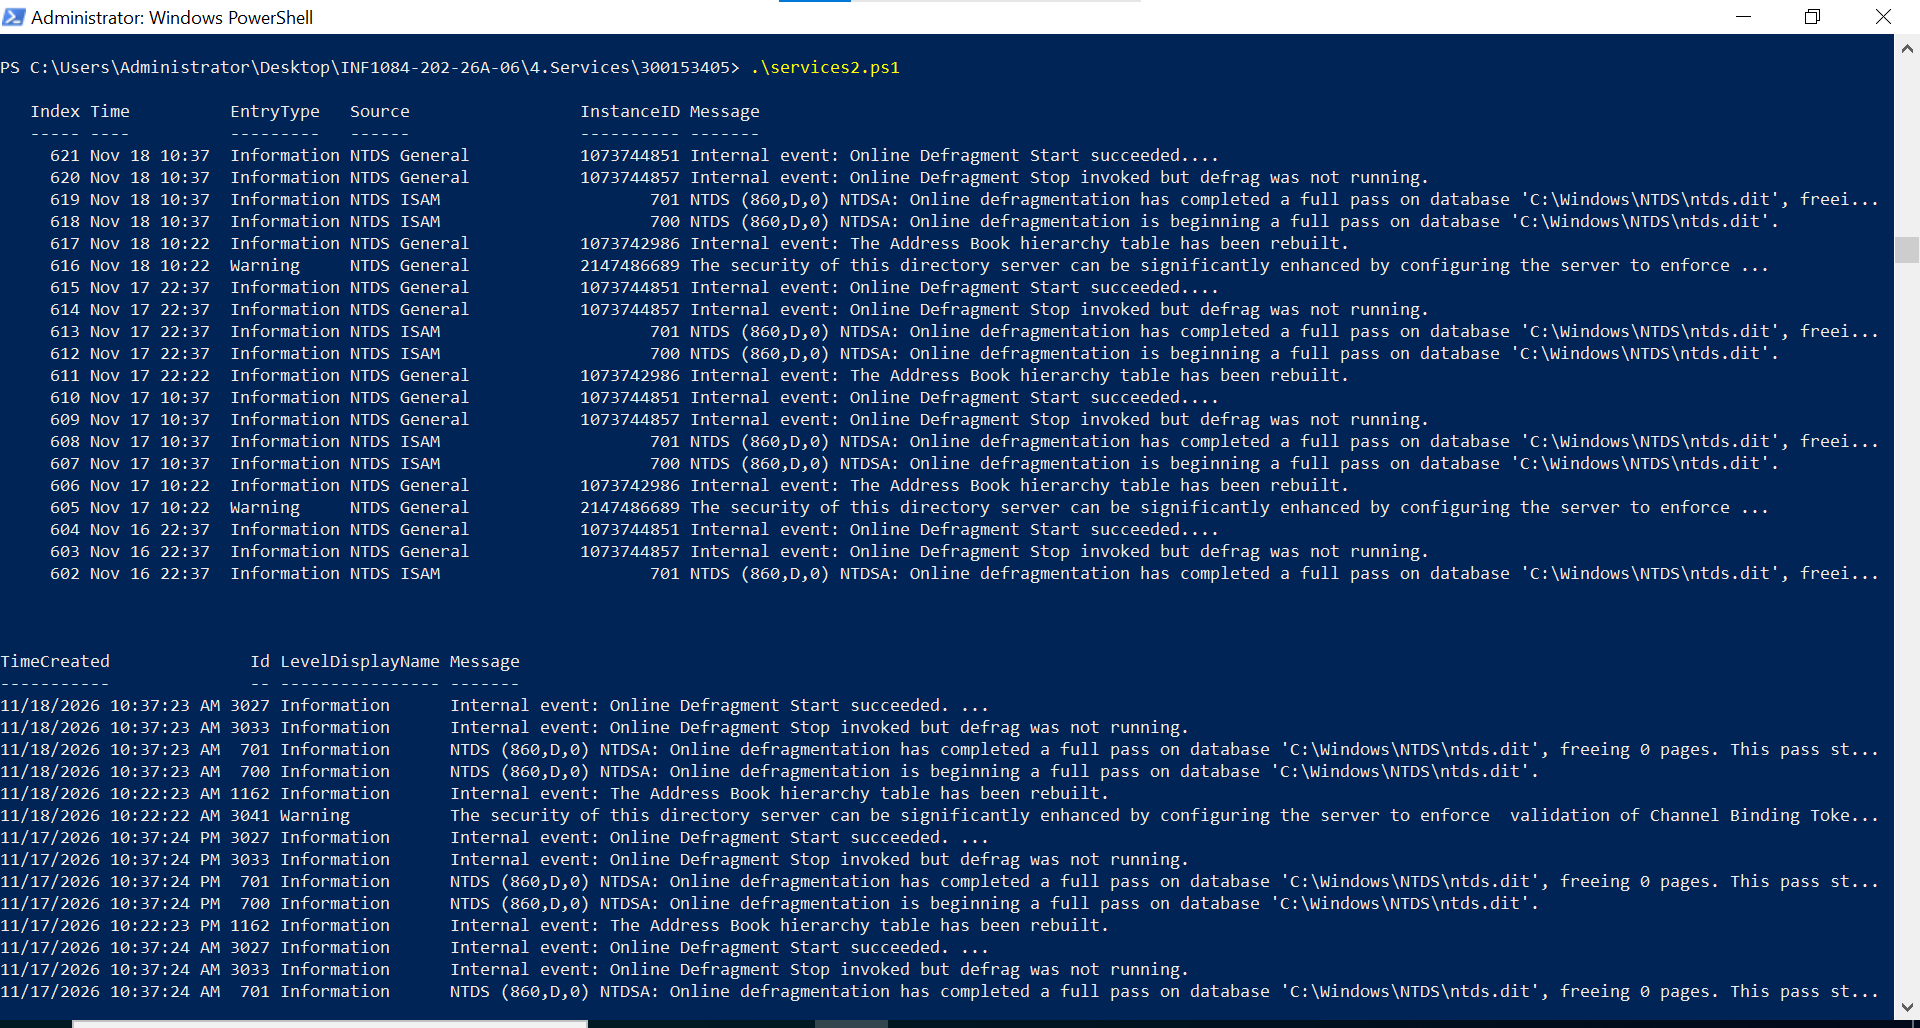 Administrator: Windows PowerShell
PS C:\Users\Administrator\Desktop\INF1084-202-26A-06\4.Services\300153405> .\services2.ps1
Index Time EntryType Source InstanceID Message
----- ---- --------- ------ ---------- -------
621 Nov 18 10:37 Information NTDS General 1073744851 Internal event: Online Defragment Start succeeded....
620 Nov 18 10:37 Information NTDS General 1073744857 Internal event: Online Defragment Stop invoked but defrag was not running.
619 Nov 18 10:37 Information NTDS ISAM 701 NTDS (860,D,0) NTDSA: Online defragmentation has completed a full pass on database 'C:\Windows\NTDS\ntds.dit', freei...
618 Nov 18 10:37 Information NTDS ISAM 700 NTDS (860,D,0) NTDSA: Online defragmentation is beginning a full pass on database 'C:\Windows\NTDS\ntds.dit'.
617 Nov 18 10:22 Information NTDS General 1073742986 Internal event: The Address Book hierarchy table has been rebuilt.
616 Nov 18 10:22 Warning NTDS General 2147486689 The security of this directory server can be significantly enhanced by configuring the server to enforce ...
615 Nov 17 22:37 Information NTDS General 1073744851 Internal event: Online Defragment Start succeeded....
614 Nov 17 22:37 Information NTDS General 1073744857 Internal event: Online Defragment Stop invoked but defrag was not running.
613 Nov 17 22:37 Information NTDS ISAM 701 NTDS (860,D,0) NTDSA: Online defragmentation has completed a full pass on database 'C:\Windows\NTDS\ntds.dit', freei...
612 Nov 17 22:37 Information NTDS ISAM 700 NTDS (860,D,0) NTDSA: Online defragmentation is beginning a full pass on database 'C:\Windows\NTDS\ntds.dit'.
611 Nov 17 22:22 Information NTDS General 1073742986 Internal event: The Address Book hierarchy table has been rebuilt.
610 Nov 17 10:37 Information NTDS General 1073744851 Internal event: Online Defragment Start succeeded....
609 Nov 17 10:37 Information NTDS General 1073744857 Internal event: Online Defragment Stop invoked but defrag was not running.
608 Nov 17 10:37 Information NTDS ISAM 701 NTDS (860,D,0) NTDSA: Online defragmentation has completed a full pass on database 'C:\Windows\NTDS\ntds.dit', freei...
607 Nov 17 10:37 Information NTDS ISAM 700 NTDS (860,D,0) NTDSA: Online defragmentation is beginning a full pass on database 'C:\Windows\NTDS\ntds.dit'.
606 Nov 17 10:22 Information NTDS General 1073742986 Internal event: The Address Book hierarchy table has been rebuilt.
605 Nov 17 10:22 Warning NTDS General 2147486689 The security of this directory server can be significantly enhanced by configuring the server to enforce ...
604 Nov 16 22:37 Information NTDS General 1073744851 Internal event: Online Defragment Start succeeded....
603 Nov 16 22:37 Information NTDS General 1073744857 Internal event: Online Defragment Stop invoked but defrag was not running.
602 Nov 16 22:37 Information NTDS ISAM 701 NTDS (860,D,0) NTDSA: Online defragmentation has completed a full pass on database 'C:\Windows\NTDS\ntds.dit', freei...
TimeCreated Id LevelDisplayName Message
----------- -- ---------------- -------
11/18/2026 10:37:23 AM 3027 Information Internal event: Online Defragment Start succeeded. ...
11/18/2026 10:37:23 AM 3033 Information Internal event: Online Defragment Stop invoked but defrag was not running.
11/18/2026 10:37:23 AM 701 Information NTDS (860,D,0) NTDSA: Online defragmentation has completed a full pass on database 'C:\Windows\NTDS\ntds.dit', freeing 0 pages. This pass st...
11/18/2026 10:37:23 AM 700 Information NTDS (860,D,0) NTDSA: Online defragmentation is beginning a full pass on database 'C:\Windows\NTDS\ntds.dit'.
11/18/2026 10:22:23 AM 1162 Information Internal event: The Address Book hierarchy table has been rebuilt.
11/18/2026 10:22:22 AM 3041 Warning The security of this directory server can be significantly enhanced by configuring the server to enforce  validation of Channel Binding Toke...
11/17/2026 10:37:24 PM 3027 Information Internal event: Online Defragment Start succeeded. ...
11/17/2026 10:37:24 PM 3033 Information Internal event: Online Defragment Stop invoked but defrag was not running.
11/17/2026 10:37:24 PM 701 Information NTDS (860,D,0) NTDSA: Online defragmentation has completed a full pass on database 'C:\Windows\NTDS\ntds.dit', freeing 0 pages. This pass st...
11/17/2026 10:37:24 PM 700 Information NTDS (860,D,0) NTDSA: Online defragmentation is beginning a full pass on database 'C:\Windows\NTDS\ntds.dit'.
11/17/2026 10:22:23 PM 1162 Information Internal event: The Address Book hierarchy table has been rebuilt.
11/17/2026 10:37:24 AM 3027 Information Internal event: Online Defragment Start succeeded. ...
11/17/2026 10:37:24 AM 3033 Information Internal event: Online Defragment Stop invoked but defrag was not running.
11/17/2026 10:37:24 AM 701 Information NTDS (860,D,0) NTDSA: Online defragmentation has completed a full pass on database 'C:\Windows\NTDS\ntds.dit', freeing 0 pages. This pass st...